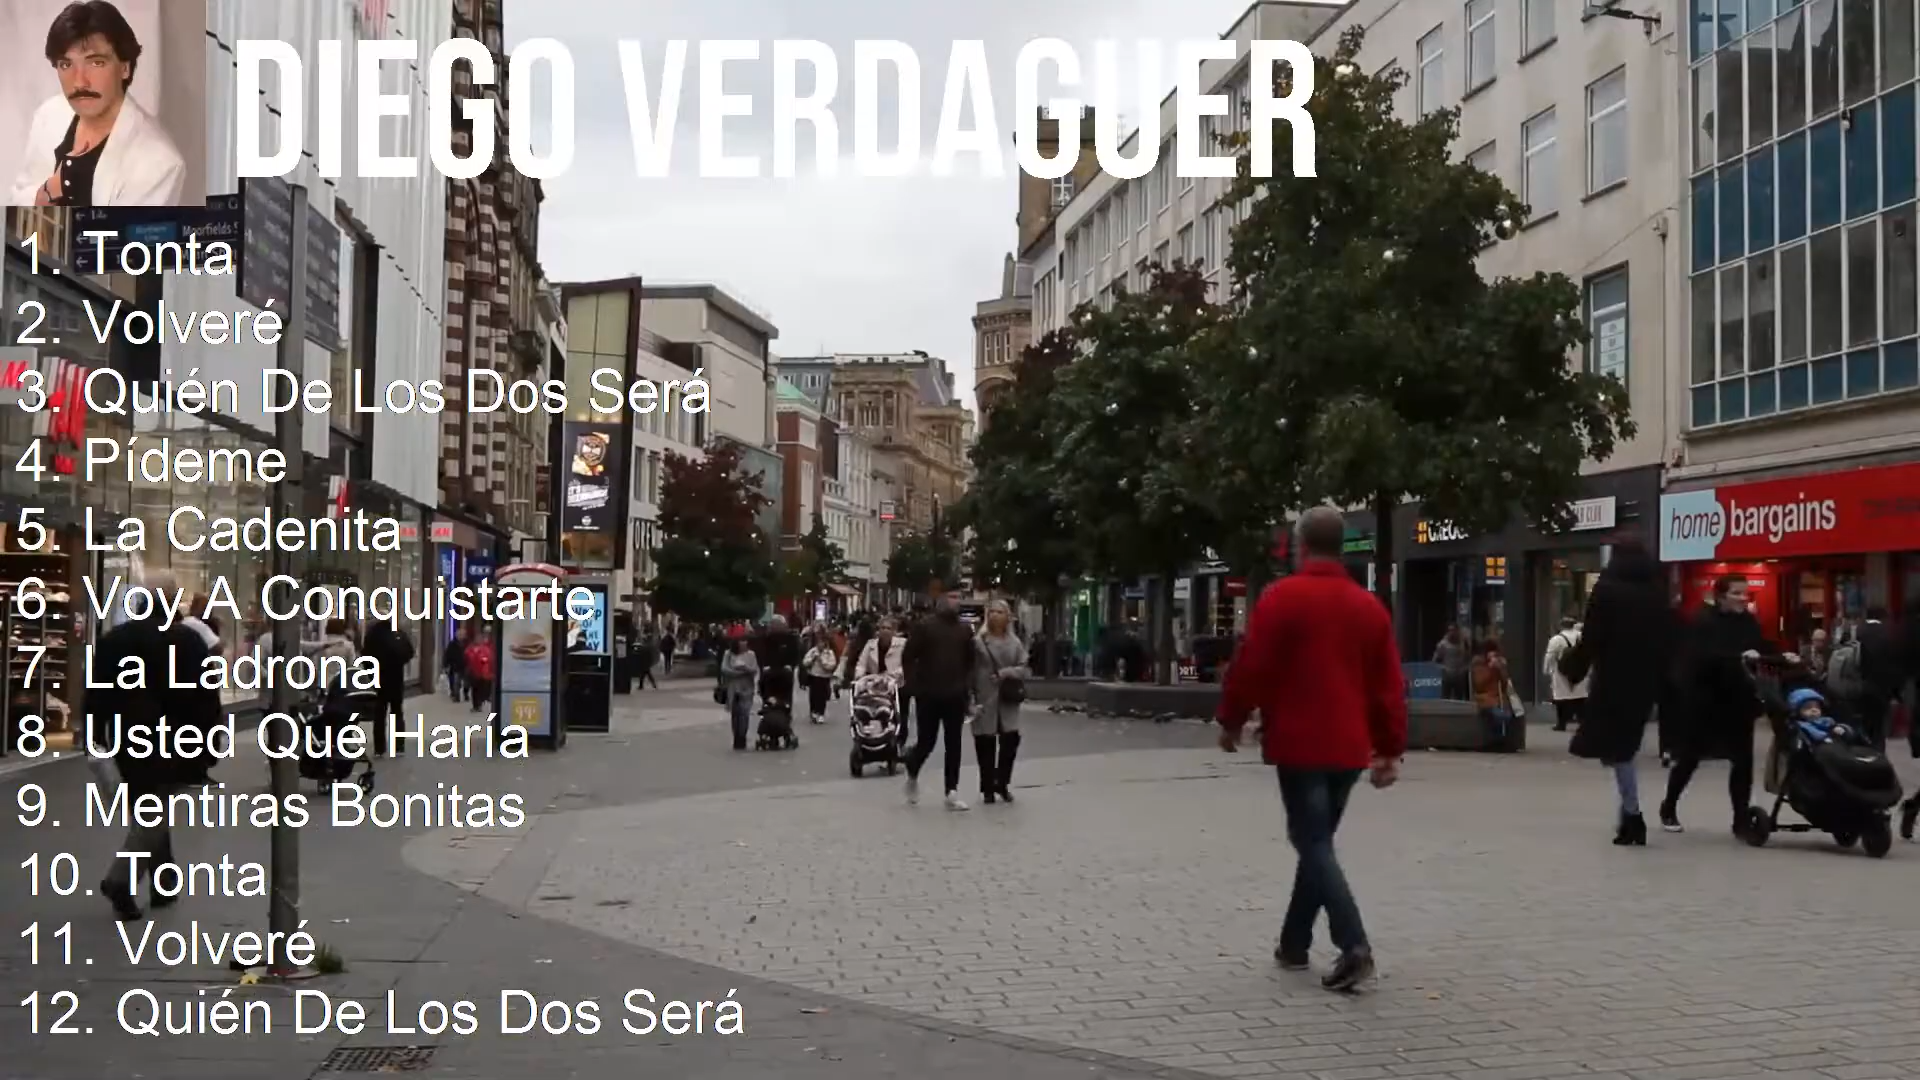 DIEGO VERDAGUER
1. Tonta
2. Volveré
3. Quién De Los Dos Será
4. Pídeme
5. La Cadenita
6. Voy A Conquistarte
7. La Ladrona
8. Usted Qué Haría
9. Mentiras Bonitas
10. Tonta
11. Volveré
12. Quién De Los Dos Será
Moorfields
home bargains